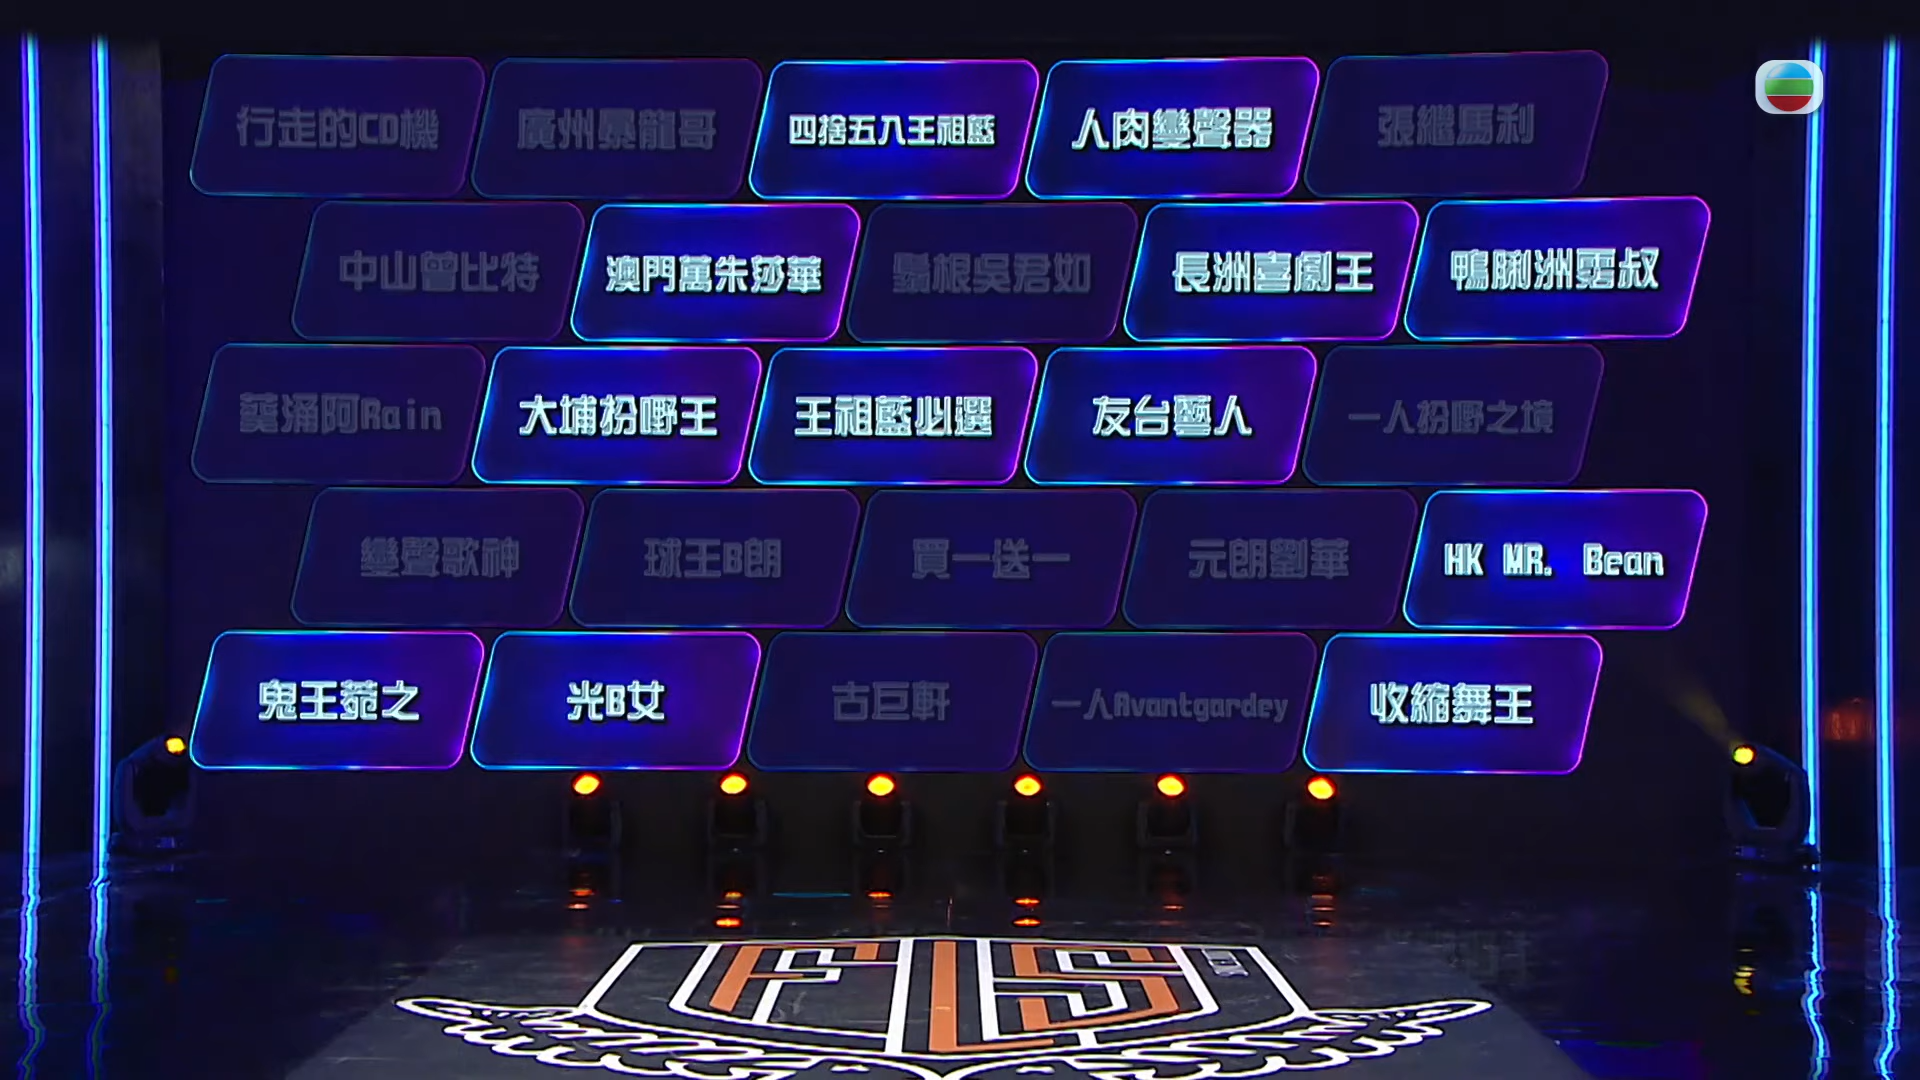 行走的CD機
廣州暴龍哥
四捨五入王祖藍
人肉變聲器
張繼馬利
中山曾比特
澳門萬朱莎華
鬚根吳君如
長洲喜劇王
鴨脷洲雲叔
葵涌阿Rain
大埔扮嘢王
王祖藍必選
友台藝人
一人扮嘢之境
變聲歌神
球王B朗
買一送一
元朗劉華
HK MR. Bean
鬼王菀之
光B女
古巨軒
一人Avantgardey
收縮舞王
FLS